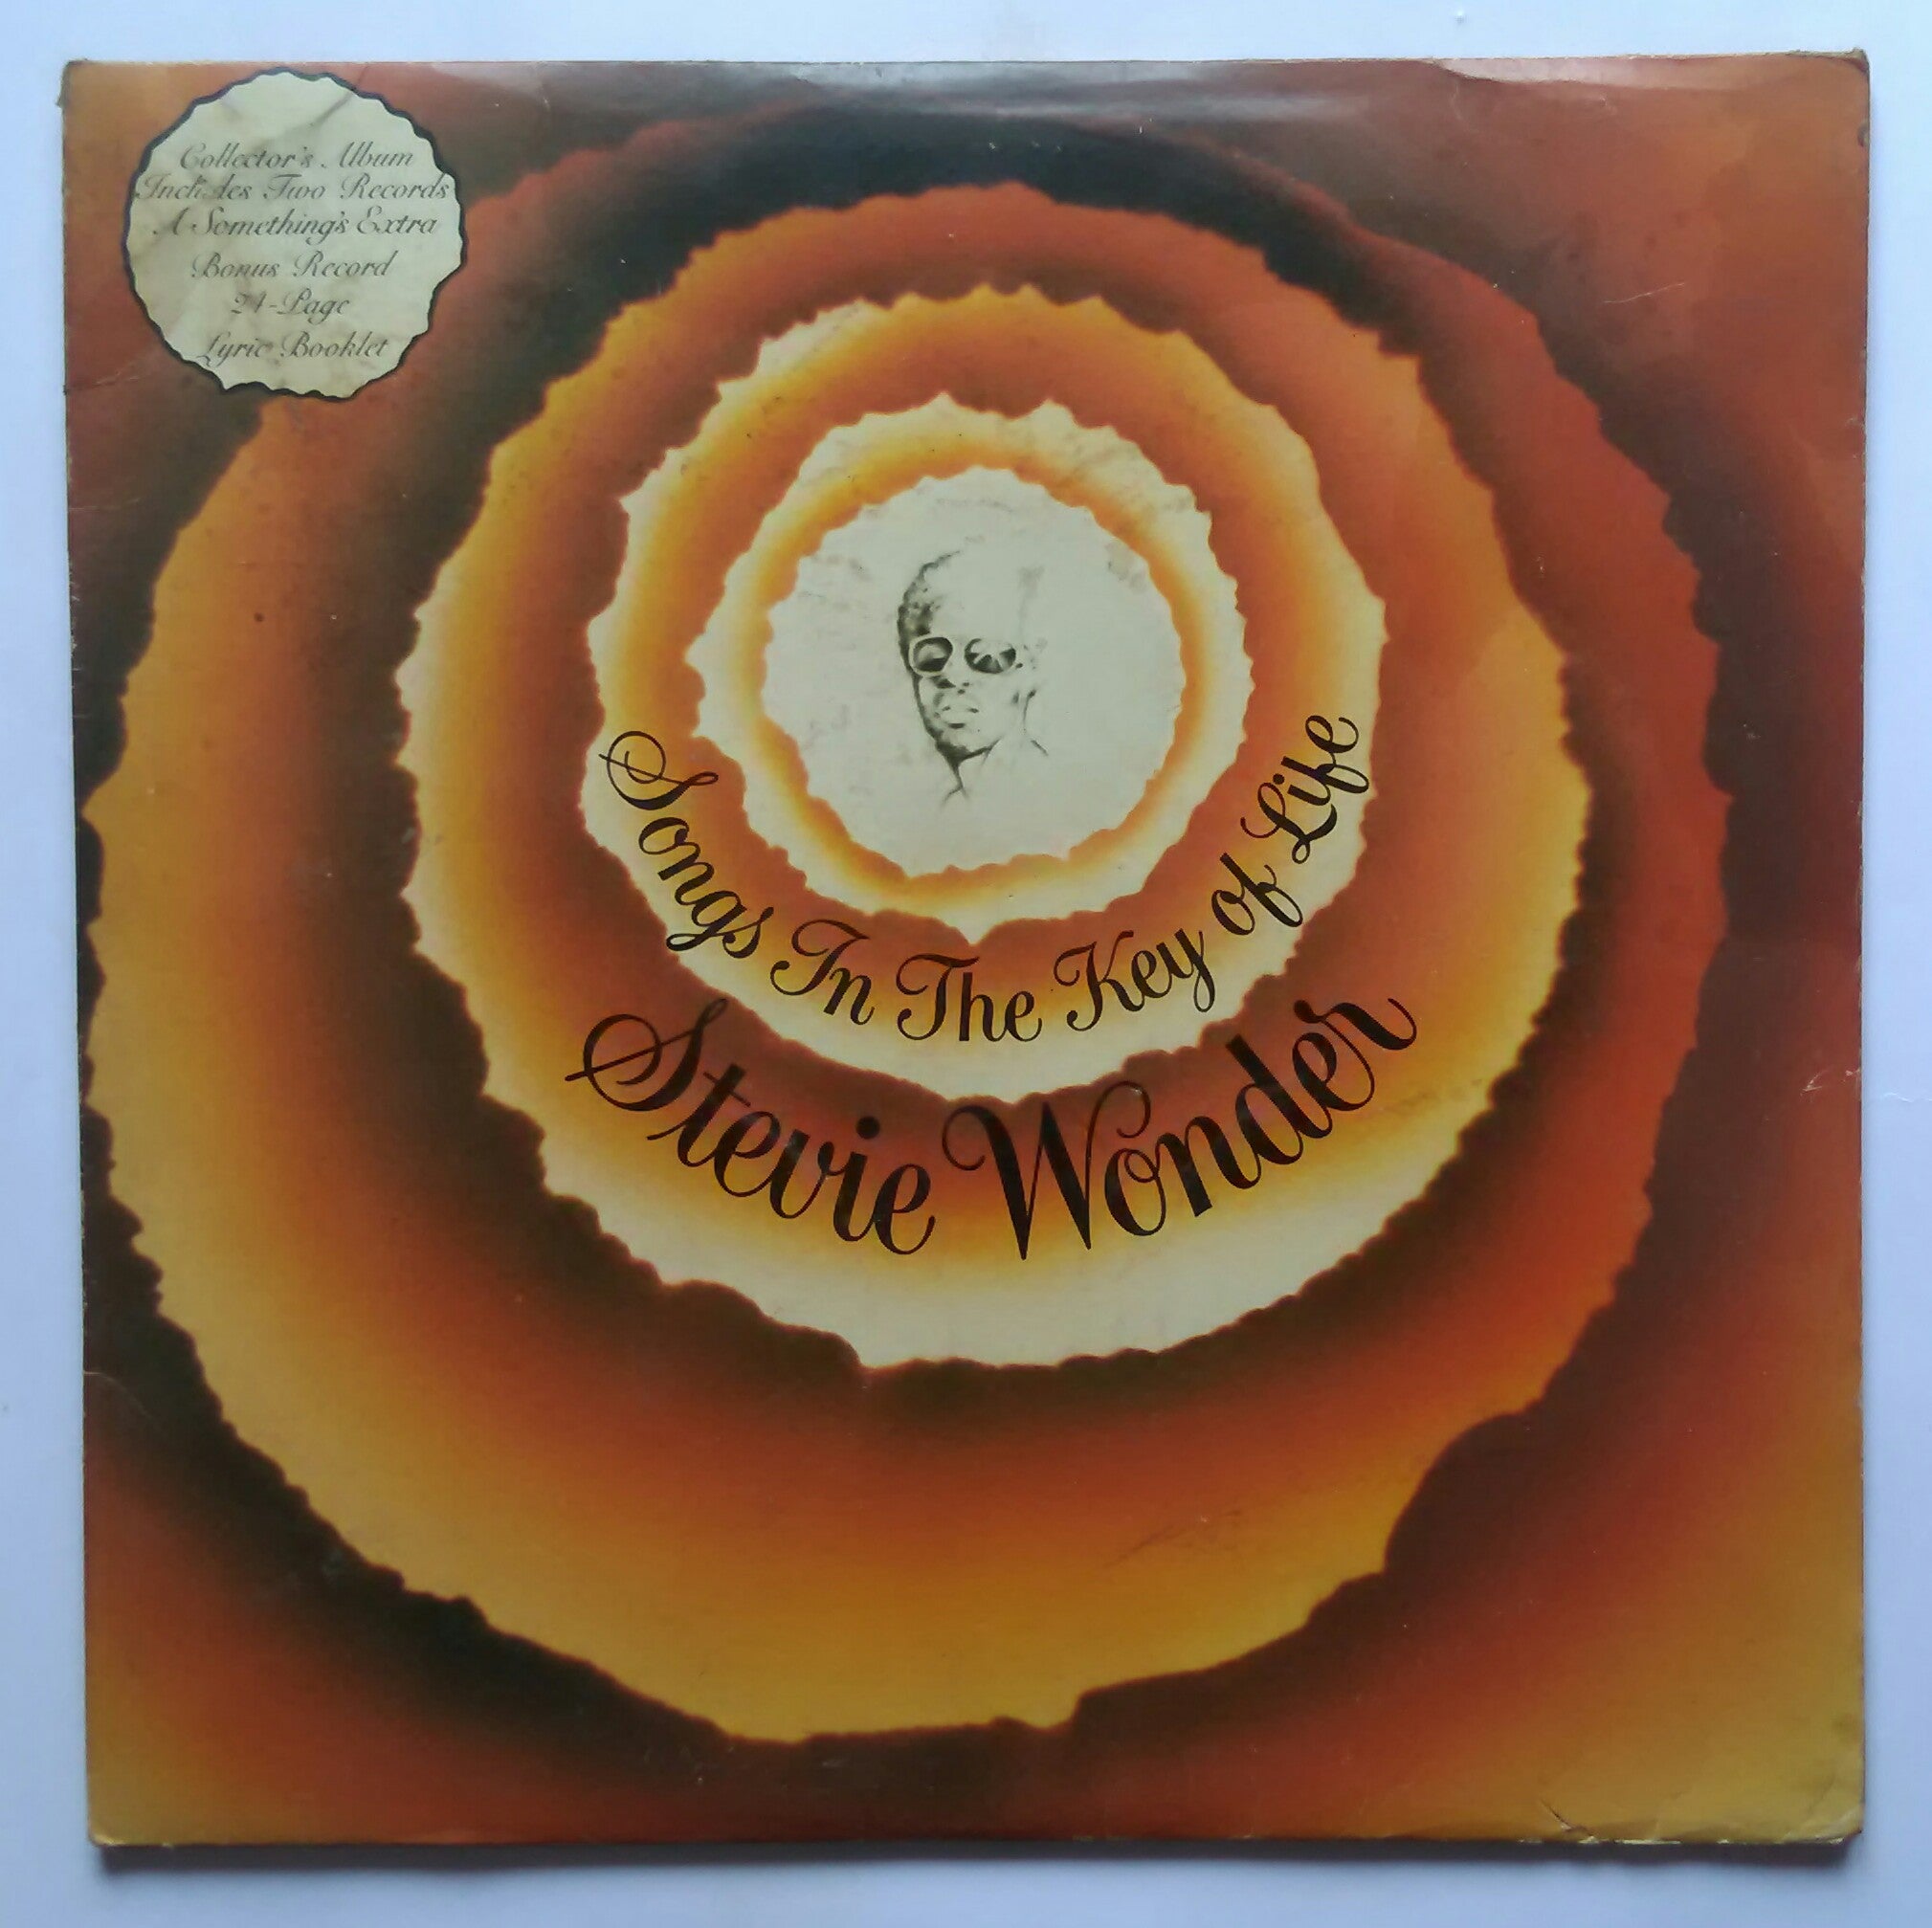 Collector's Album
Includes Two Records
A Something's Extra
Bonus Record
24-Page
Lyric Booklet
Songs In The Key of Life
Stevie Wonder